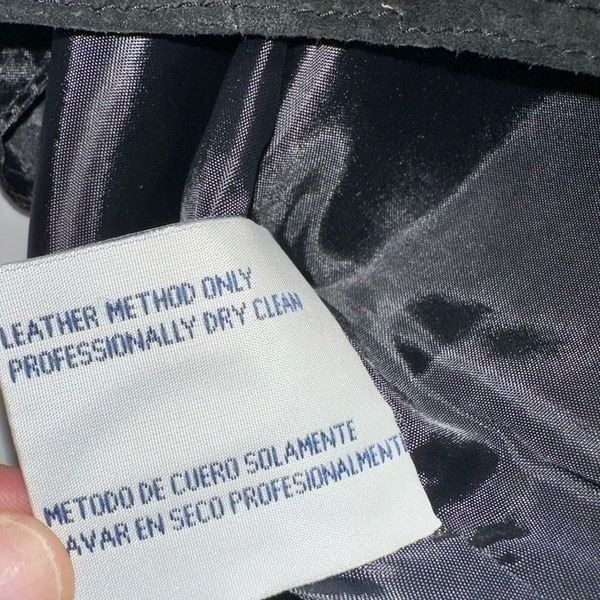 LEATHER METHOD ONLY
PROFESSIONALLY DRY CLEAN
METODO DE CUERO SOLAMENTE
AVAR EN SECO PROFESIONALMENT